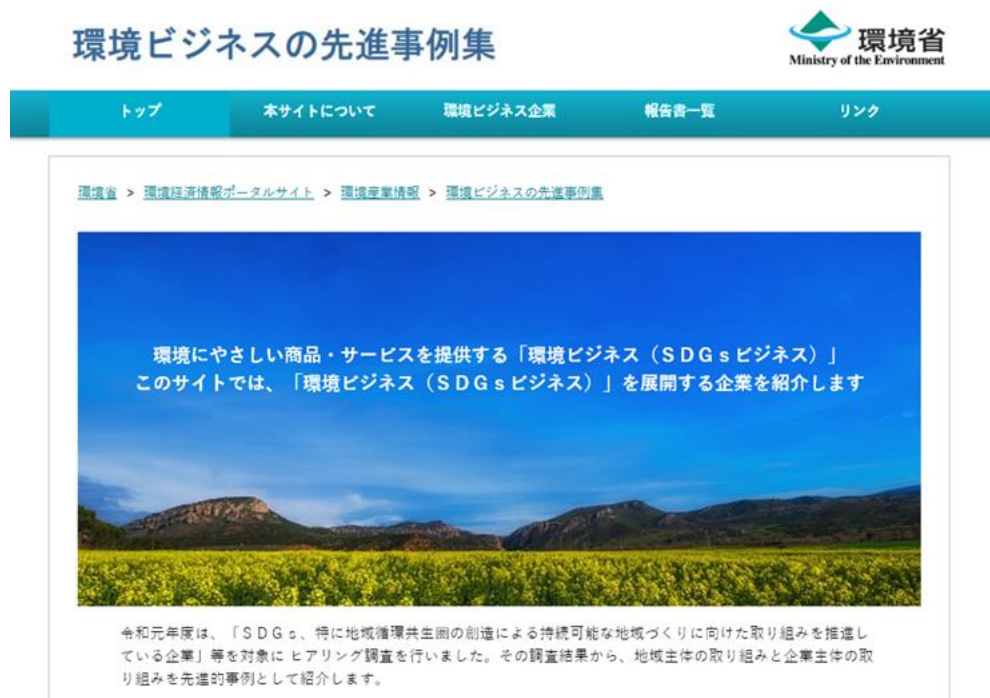 環境ビジネスの先進事例集
環境省
Ministry of the Environment
トップ
本サイトについて
環境ビジネス企業
報告書一覧
リンク
環境省 > 環境経済情報ポータルサイト > 環境産業情報 > 環境ビジネスの先進事例集
環境にやさしい商品・サービスを提供する「環境ビジネス（ＳＤＧｓビジネス）」
このサイトでは、「環境ビジネス（ＳＤＧｓビジネス）」を展開する企業を紹介します
令和元年度は、「ＳＤＧｓ、特に地域循環共生圏の創造による持続可能な地域づくりに向けた取り組みを推進し
ている企業」等を対象に ヒアリング調査を行いました。その調査結果から、地域主体の取り組みと企業主体の取
り組みを先進的事例として紹介します。